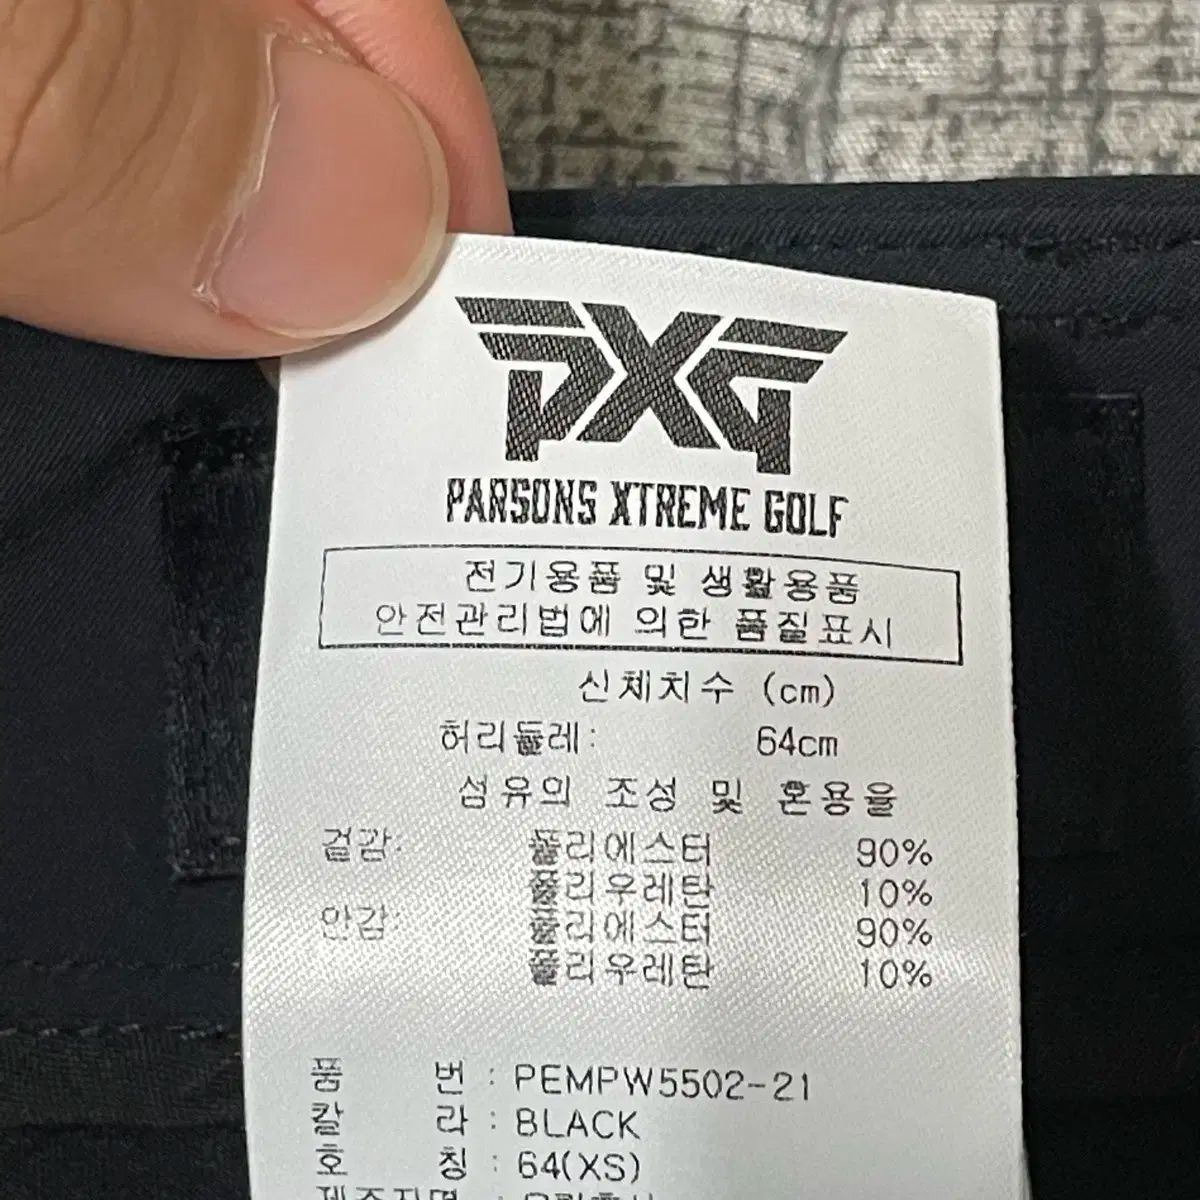 PXG
PARSONS XTREME GOLF
전기용품 및 생활용품
안전관리법에 의한 품질표시
신체치수 (cm)
허리둘레: 64cm
섬유의 조성 및 혼용율
겉감: 폴리에스터 90%
폴리우레탄 10%
안감: 폴리에스터 90%
폴리우레탄 10%
품 번 : PEMPW5502-21
칼 라 : BLACK
호 칭 : 64(XS)